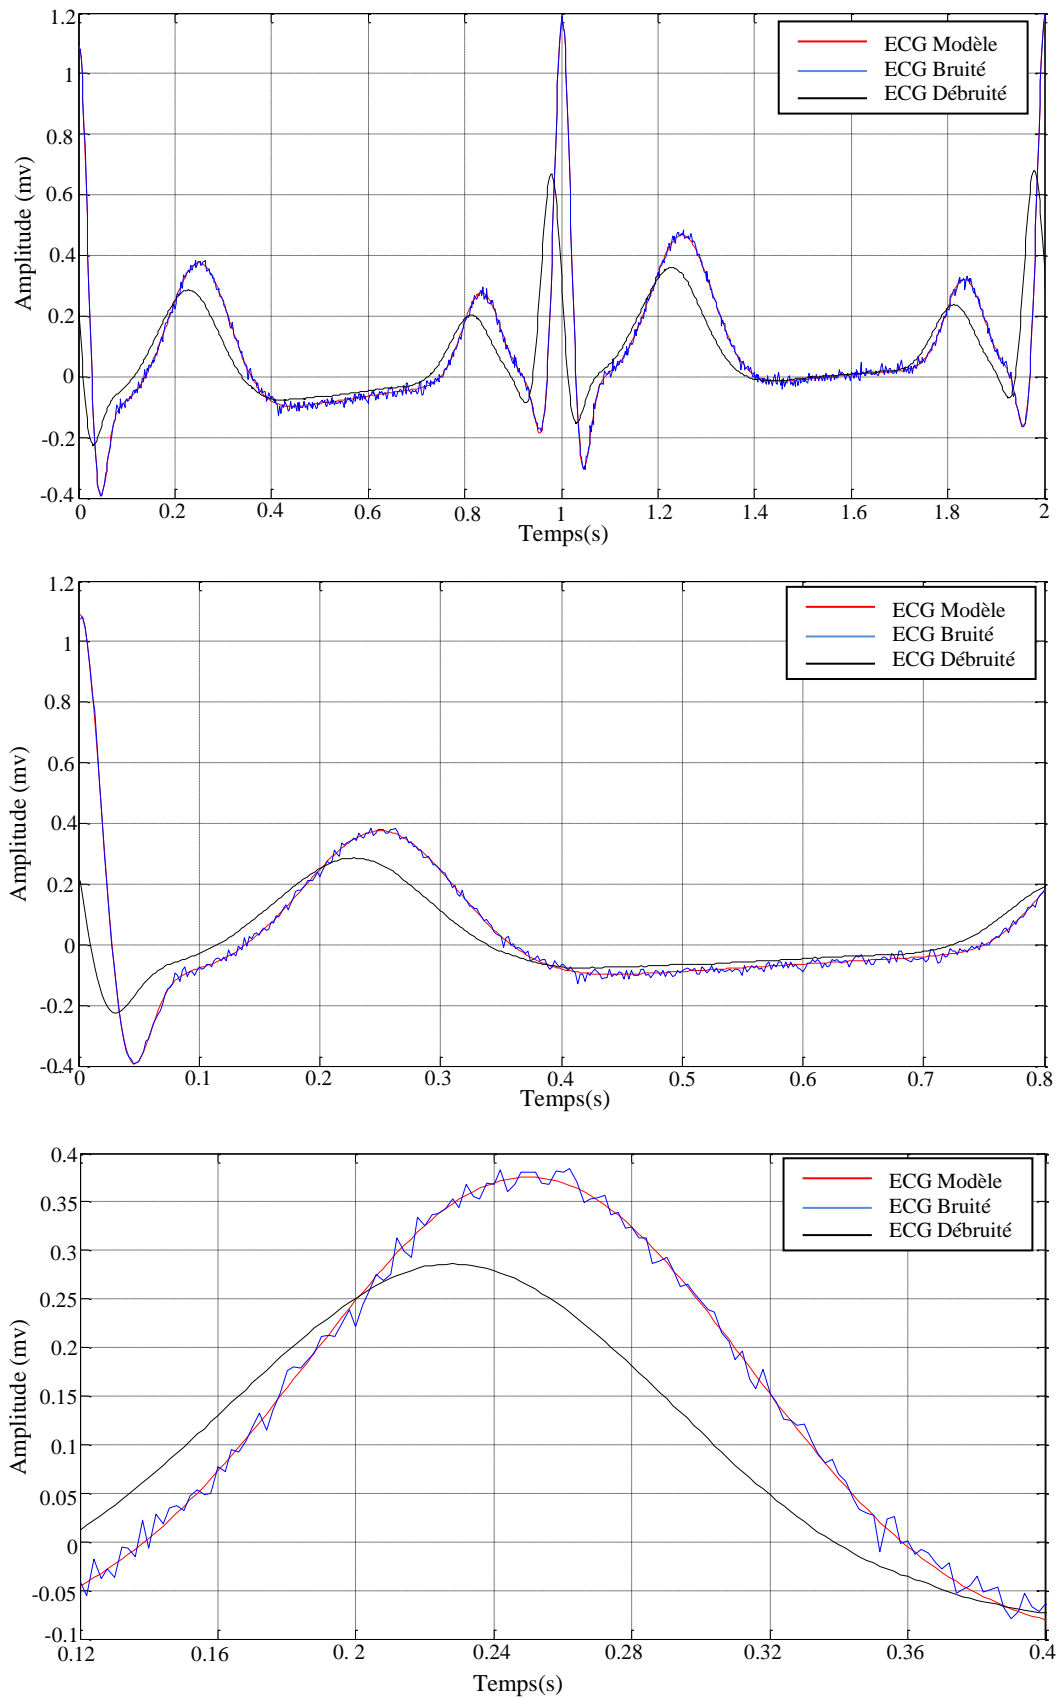 1.2
1
0.8
0.6
0.4
0.2
0
-0.2
-0.4
Amplitude (mv)
ECG Modèle
ECG Bruité
ECG Débruité
0 0.2 0.4 0.6 0.8 1 1.2 1.4 1.6 1.8 2
Temps(s)
1.2
1
0.8
0.6
0.4
0.2
0
-0.2
-0.4
Amplitude (mv)
ECG Modèle
ECG Bruité
ECG Débruité
0 0.1 0.2 0.3 0.4 0.5 0.6 0.7 0.8
Temps(s)
0.4
0.35
0.3
0.25
0.2
0.15
0.1
0.05
0
-0.05
-0.1
Amplitude (mv)
ECG Modèle
ECG Bruité
ECG Débruité
0.12 0.16 0. 2 0.24 0.28 0.32 0.36 0.4
Temps(s)